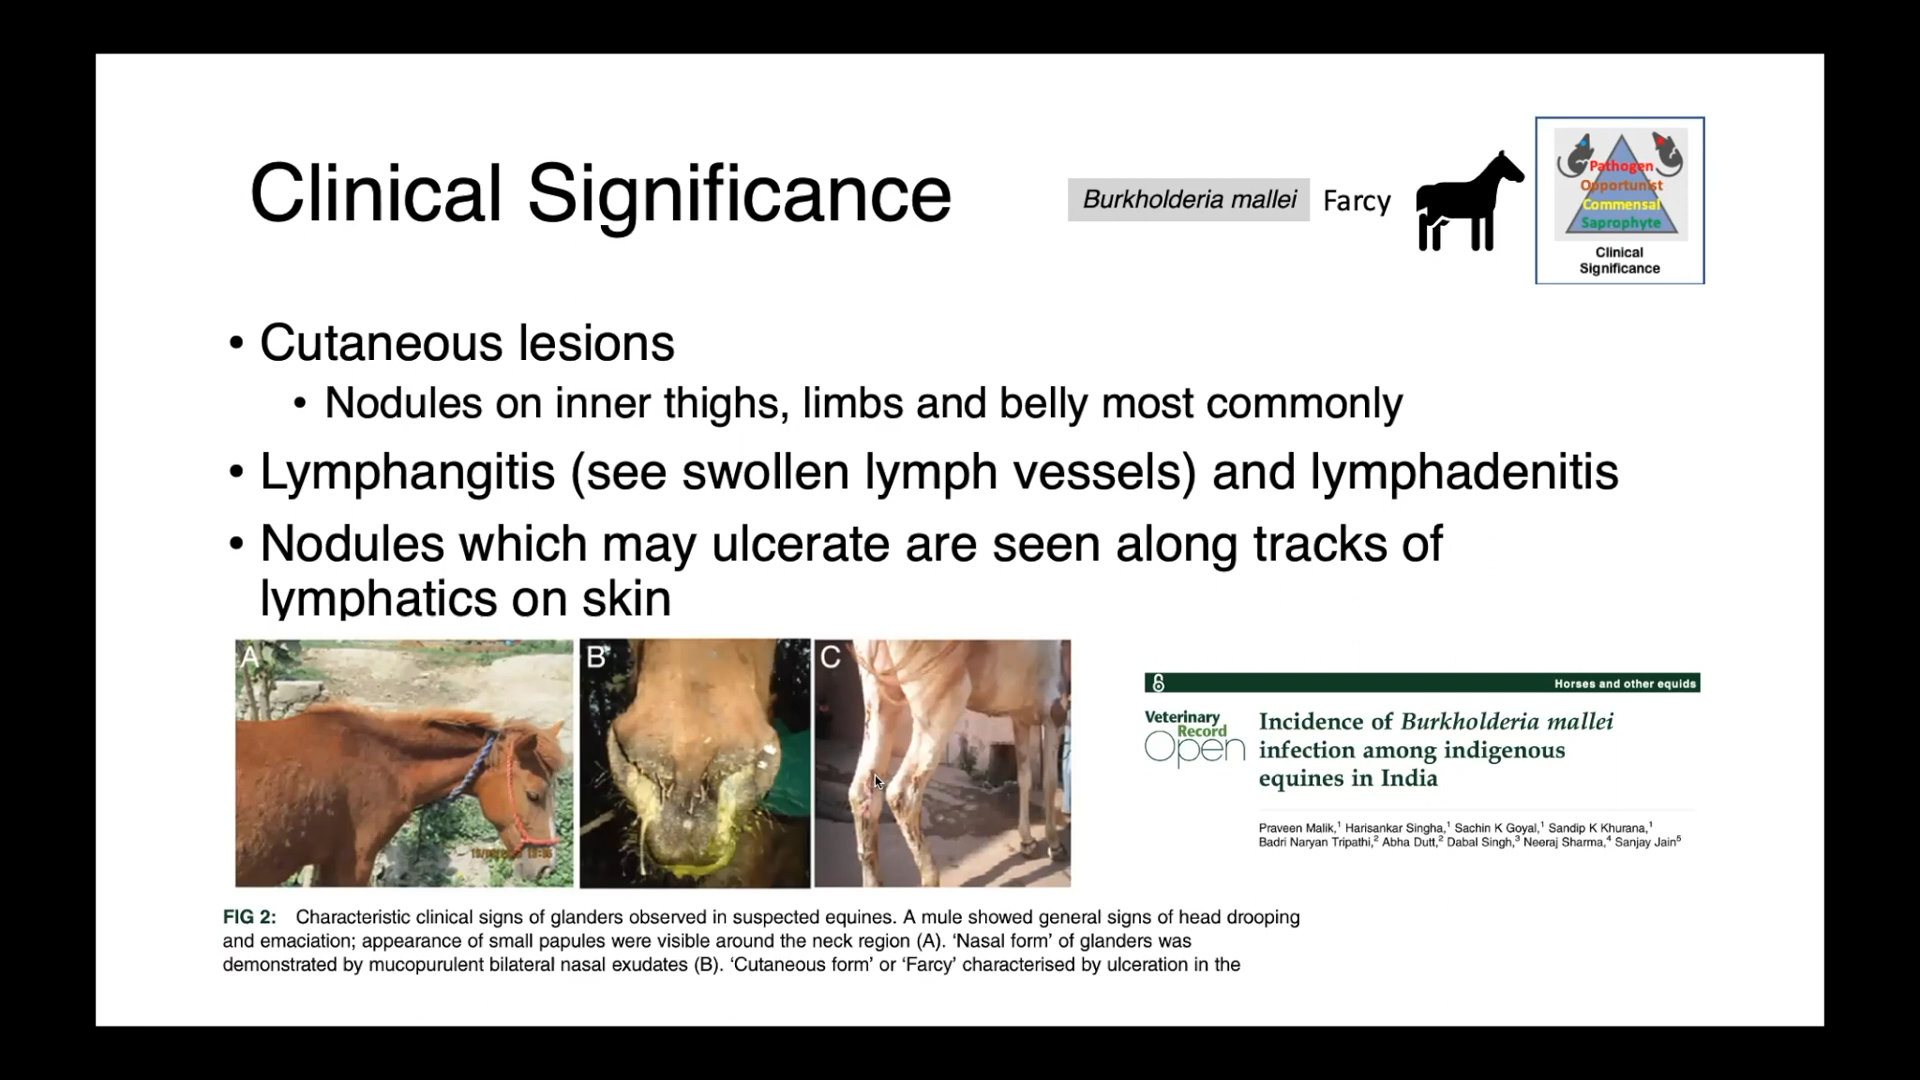 Clinical Significance
Burkholderia mallei
Farcy
Pathogen
Opportunist
Commensal
Saprophyte
Clinical
Significance
• Cutaneous lesions
• Nodules on inner thighs, limbs and belly most commonly
• Lymphangitis (see swollen lymph vessels) and lymphadenitis
• Nodules which may ulcerate are seen along tracks of
lymphatics on skin
A
B
C
Horses and other equids
Veterinary
Record
Open
Incidence of Burkholderia mallei
infection among indigenous
equines in India
Praveen Malik,1 Harisankar Singha,1 Sachin K Goyal,1 Sandip K Khurana,1
Badri Naryan Tripathi,2 Abha Dutt,2 Dabal Singh,3 Neeraj Sharma,4 Sanjay Jain5
FIG 2: Characteristic clinical signs of glanders observed in suspected equines. A mule showed general signs of head drooping
and emaciation; appearance of small papules were visible around the neck region (A). ‘Nasal form’ of glanders was
demonstrated by mucopurulent bilateral nasal exudates (B). ‘Cutaneous form’ or ‘Farcy’ characterised by ulceration in the